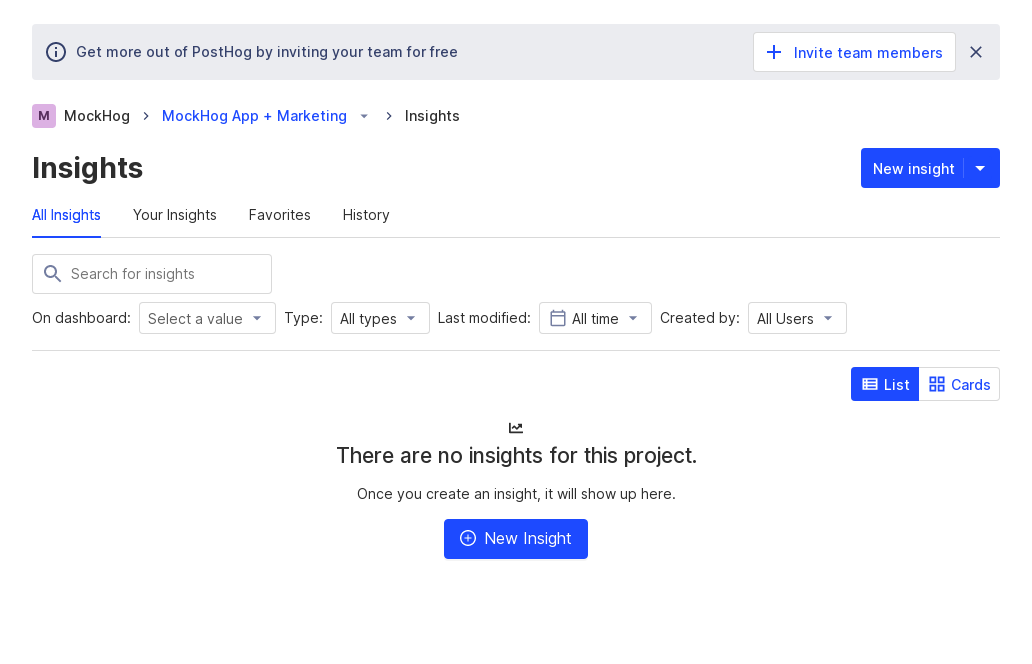 Get more out of PostHog by inviting your team for free
Invite team members
M MockHog MockHog App + Marketing Insights
Insights
New insight
All Insights Your Insights Favorites History
Search for insights
On dashboard: Select a value Type: All types Last modified: All time Created by: All Users
List Cards
There are no insights for this project.
Once you create an insight, it will show up here.
New Insight